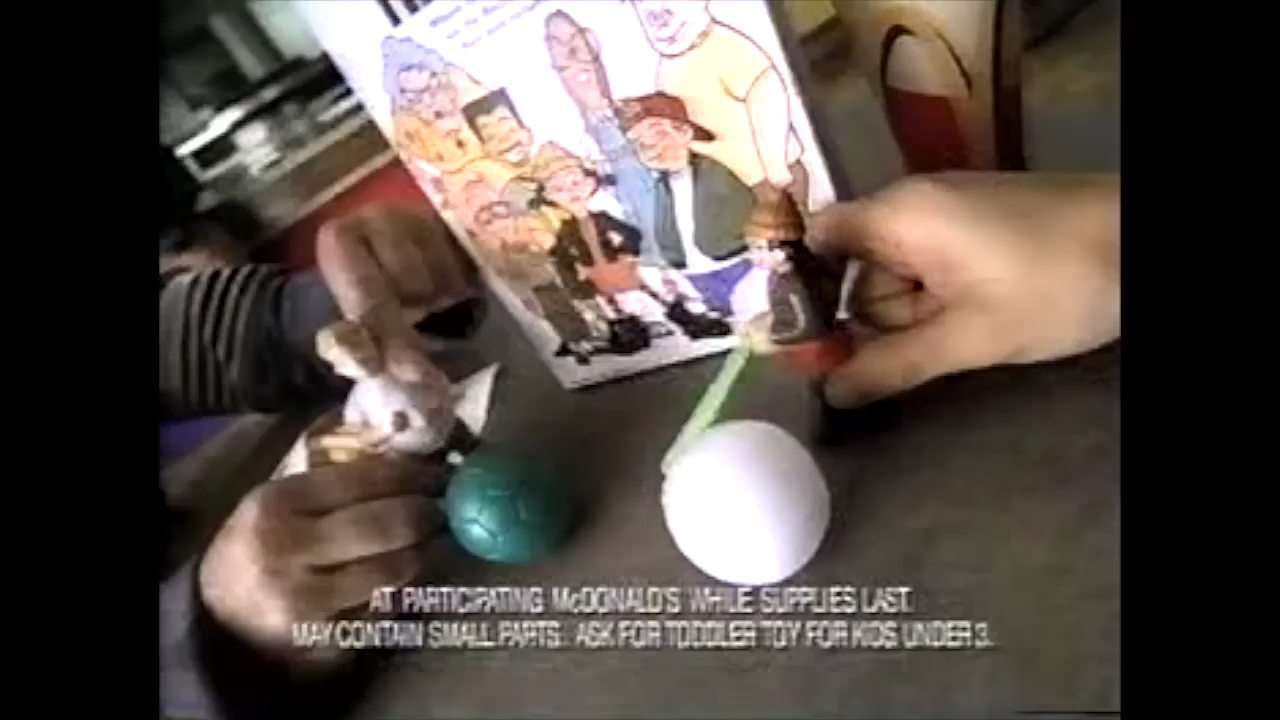 AT PARTICIPATING McDONALD'S WHILE SUPPLIES LAST.
MAY CONTAIN SMALL PARTS. ASK FOR TODDLER TOY FOR KIDS UNDER 3.